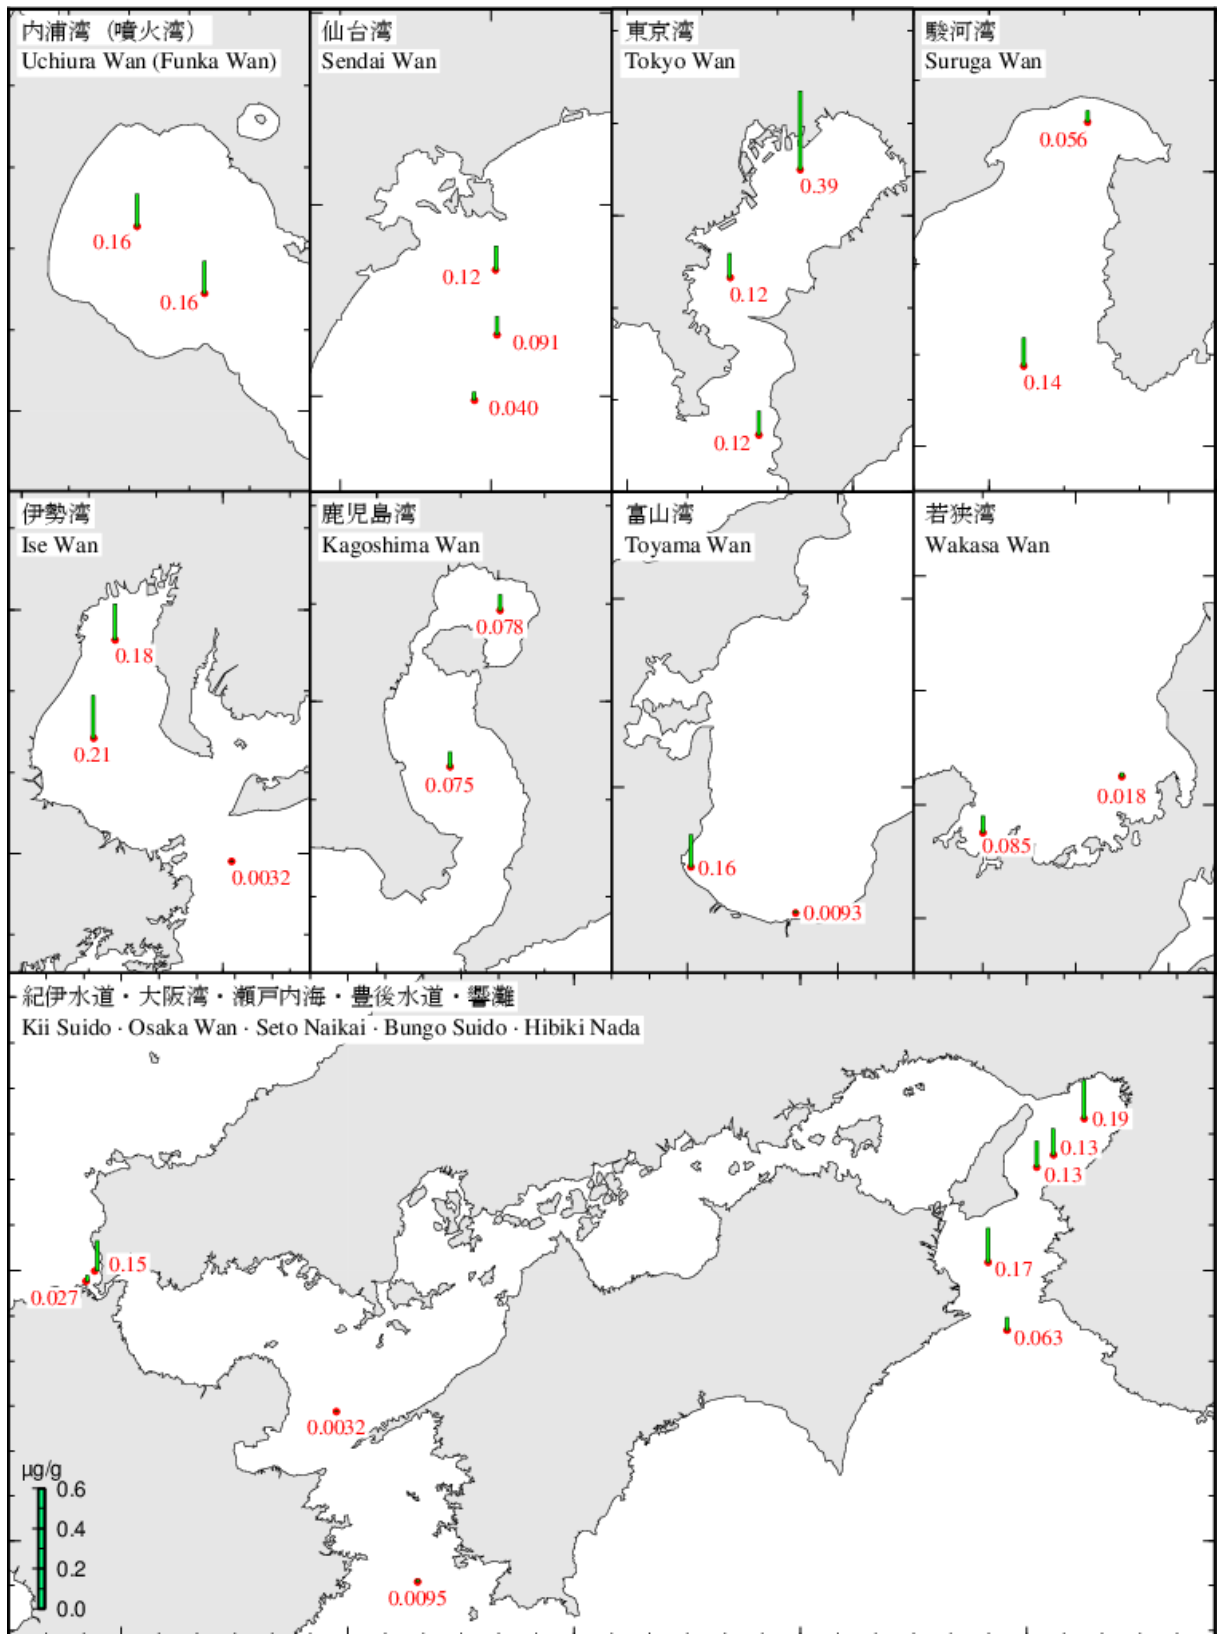 内浦湾（噴火湾）
Uchiura Wan (Funka Wan)
0.16
0.16
仙台湾
Sendai Wan
0.12
0.091
0.040
東京湾
Tokyo Wan
0.39
0.12
0.12
駿河湾
Suruga Wan
0.056
0.14
伊勢湾
Ise Wan
0.18
0.21
0.0032
鹿児島湾
Kagoshima Wan
0.078
0.075
富山湾
Toyama Wan
0.16
0.0093
若狭湾
Wakasa Wan
0.018
0.085
紀伊水道・大阪湾・瀬戸内海・豊後水道・響灘
Kii Suido · Osaka Wan · Seto Naikai · Bungo Suido · Hibiki Nada
0.19
0.13
0.13
0.15
0.17
0.027
0.063
0.0032
0.0095
µg/g
0.6
0.4
0.2
0.0